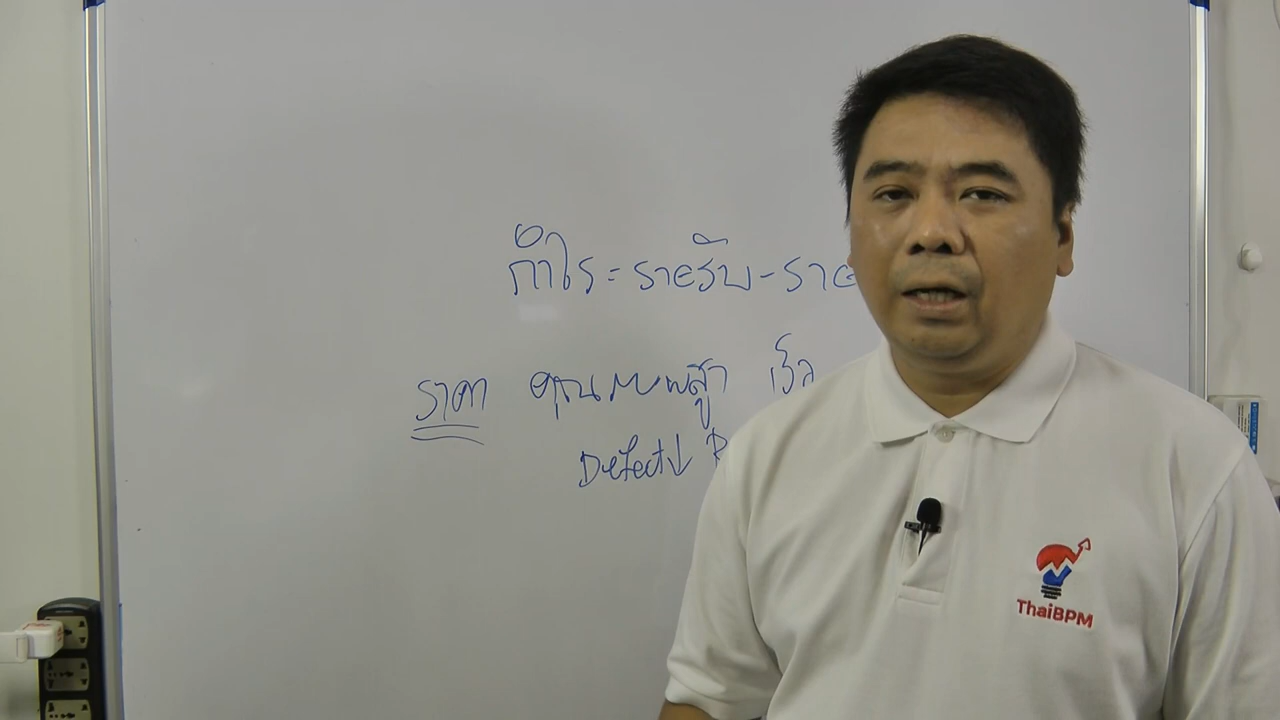 กำไร = รายรับ - ราย
ราคา คุณภาพสูง เร็ว
Defect↓ R
ThaiBPM